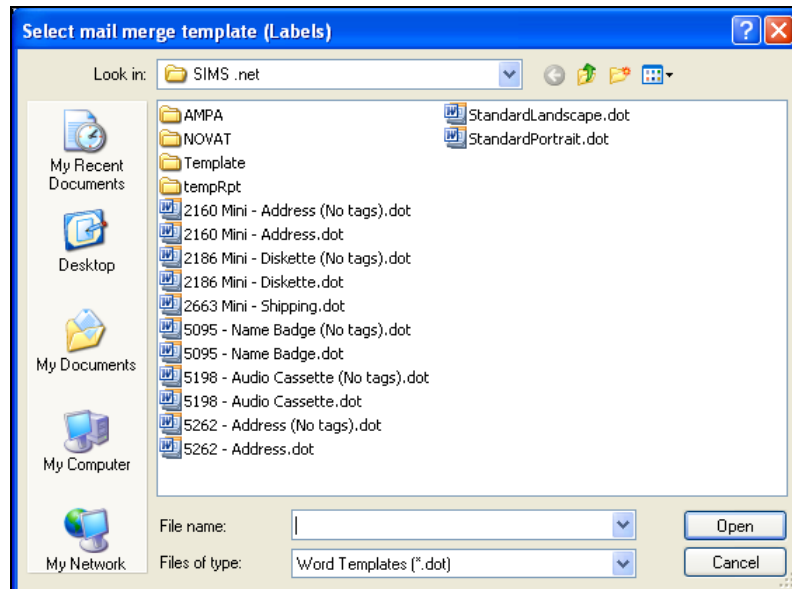 Select mail merge template (Labels)
Look in:
SIMS .net
My Recent
Documents
Desktop
My Documents
My Computer
My Network
AMPA
NOVAT
Template
tempRpt
2160 Mini - Address (No tags).dot
2160 Mini - Address.dot
2186 Mini - Diskette (No tags).dot
2186 Mini - Diskette.dot
2663 Mini - Shipping.dot
5095 - Name Badge (No tags).dot
5095 - Name Badge.dot
5198 - Audio Cassette (No tags).dot
5198 - Audio Cassette.dot
5262 - Address (No tags).dot
5262 - Address.dot
StandardLandscape.dot
StandardPortrait.dot
File name:
Open
Files of type:
Word Templates (*.dot)
Cancel